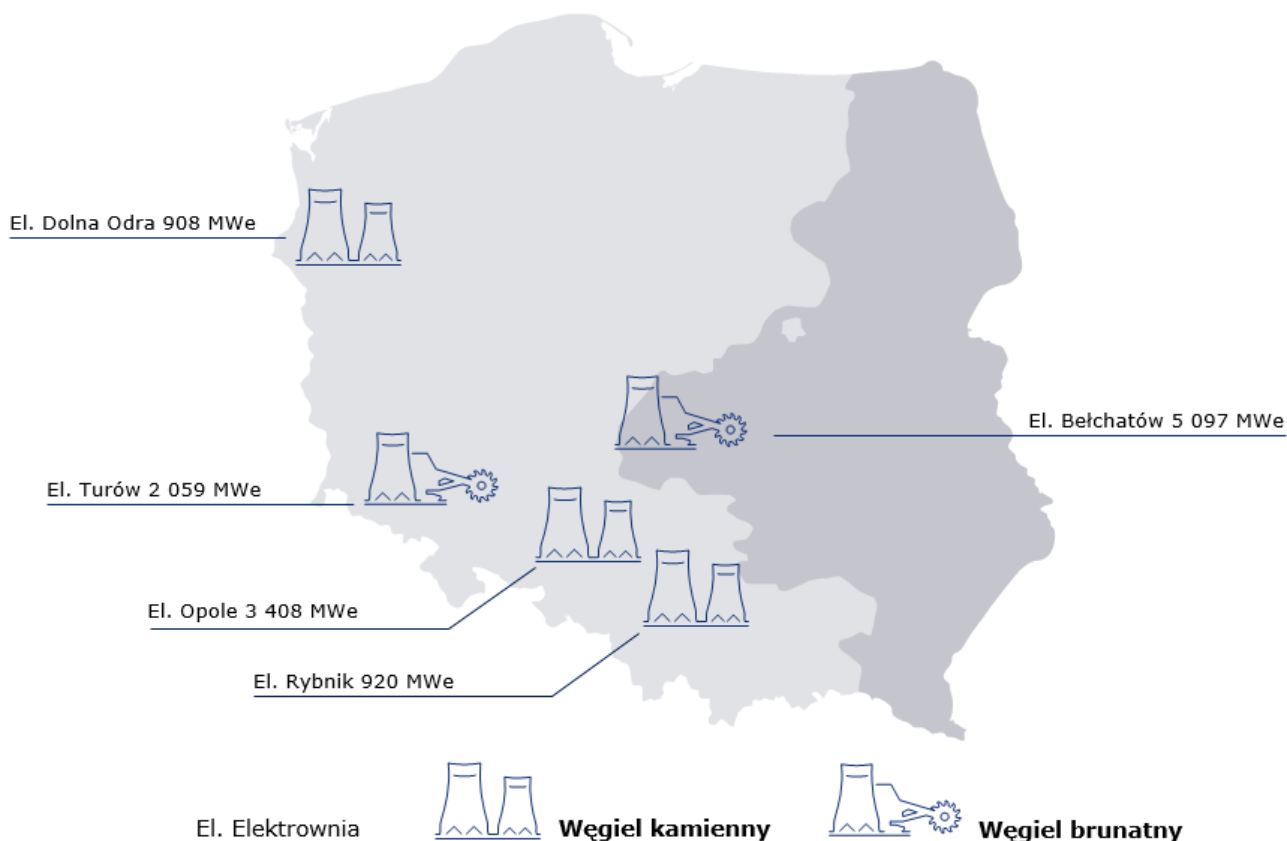 El. Dolna Odra 908 MWe
El. Bełchatów 5 097 MWe
El. Turów 2 059 MWe
El. Opole 3 408 MWe
El. Rybnik 920 MWe
El. Elektrownia
Węgiel kamienny
Węgiel brunatny